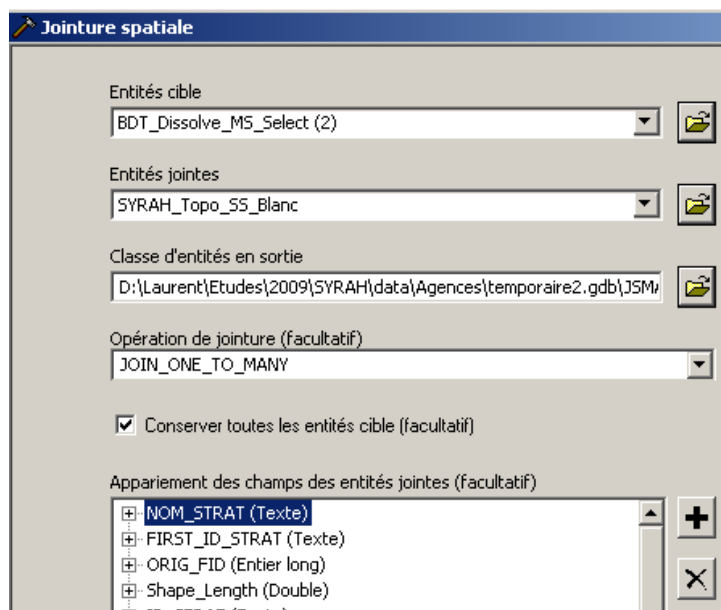 Jointure spatiale
Entités cible
BDT_Dissolve_MS_Select (2)
Entités jointes
SYRAH_Topo_SS_Blanc
Classe d'entités en sortie
D:\Laurent\Etudes\2009\SYRAH\data\Agences\temporaire2.gdb\JSM
Opération de jointure (facultatif)
JOIN_ONE_TO_MANY
Conserver toutes les entités cible (facultatif)
Appariement des champs des entités jointes (facultatif)
NOM_STRAT (Texte)
FIRST_ID_STRAT (Texte)
ORIG_FID (Entier long)
Shape_Length (Double)